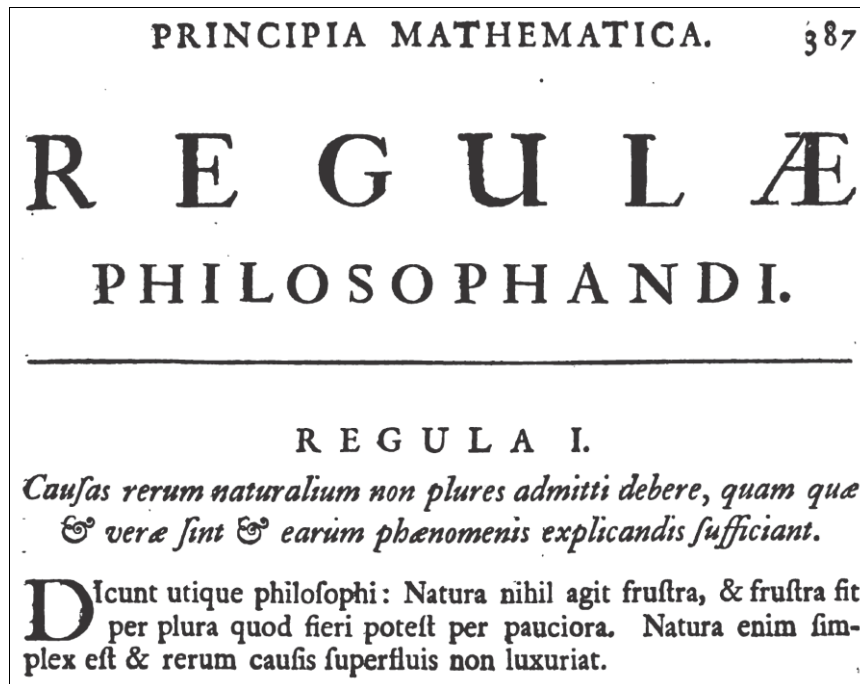 PRINCIPIA MATHEMATICA. 387
REGULÆ
PHILOSOPHANDI.
REGULA I.
Cauſas rerum naturalium non plures admitti debere, quam quæ
& veræ ſint & earum phænomenis explicandis ſufficiant.
DIcunt utique philoſophi: Natura nihil agit fruſtra, & fruſtra fit
per plura quod fieri poteſt per pauciora. Natura enim ſim-
plex eſt & rerum cauſis ſuperfluis non luxuriat.